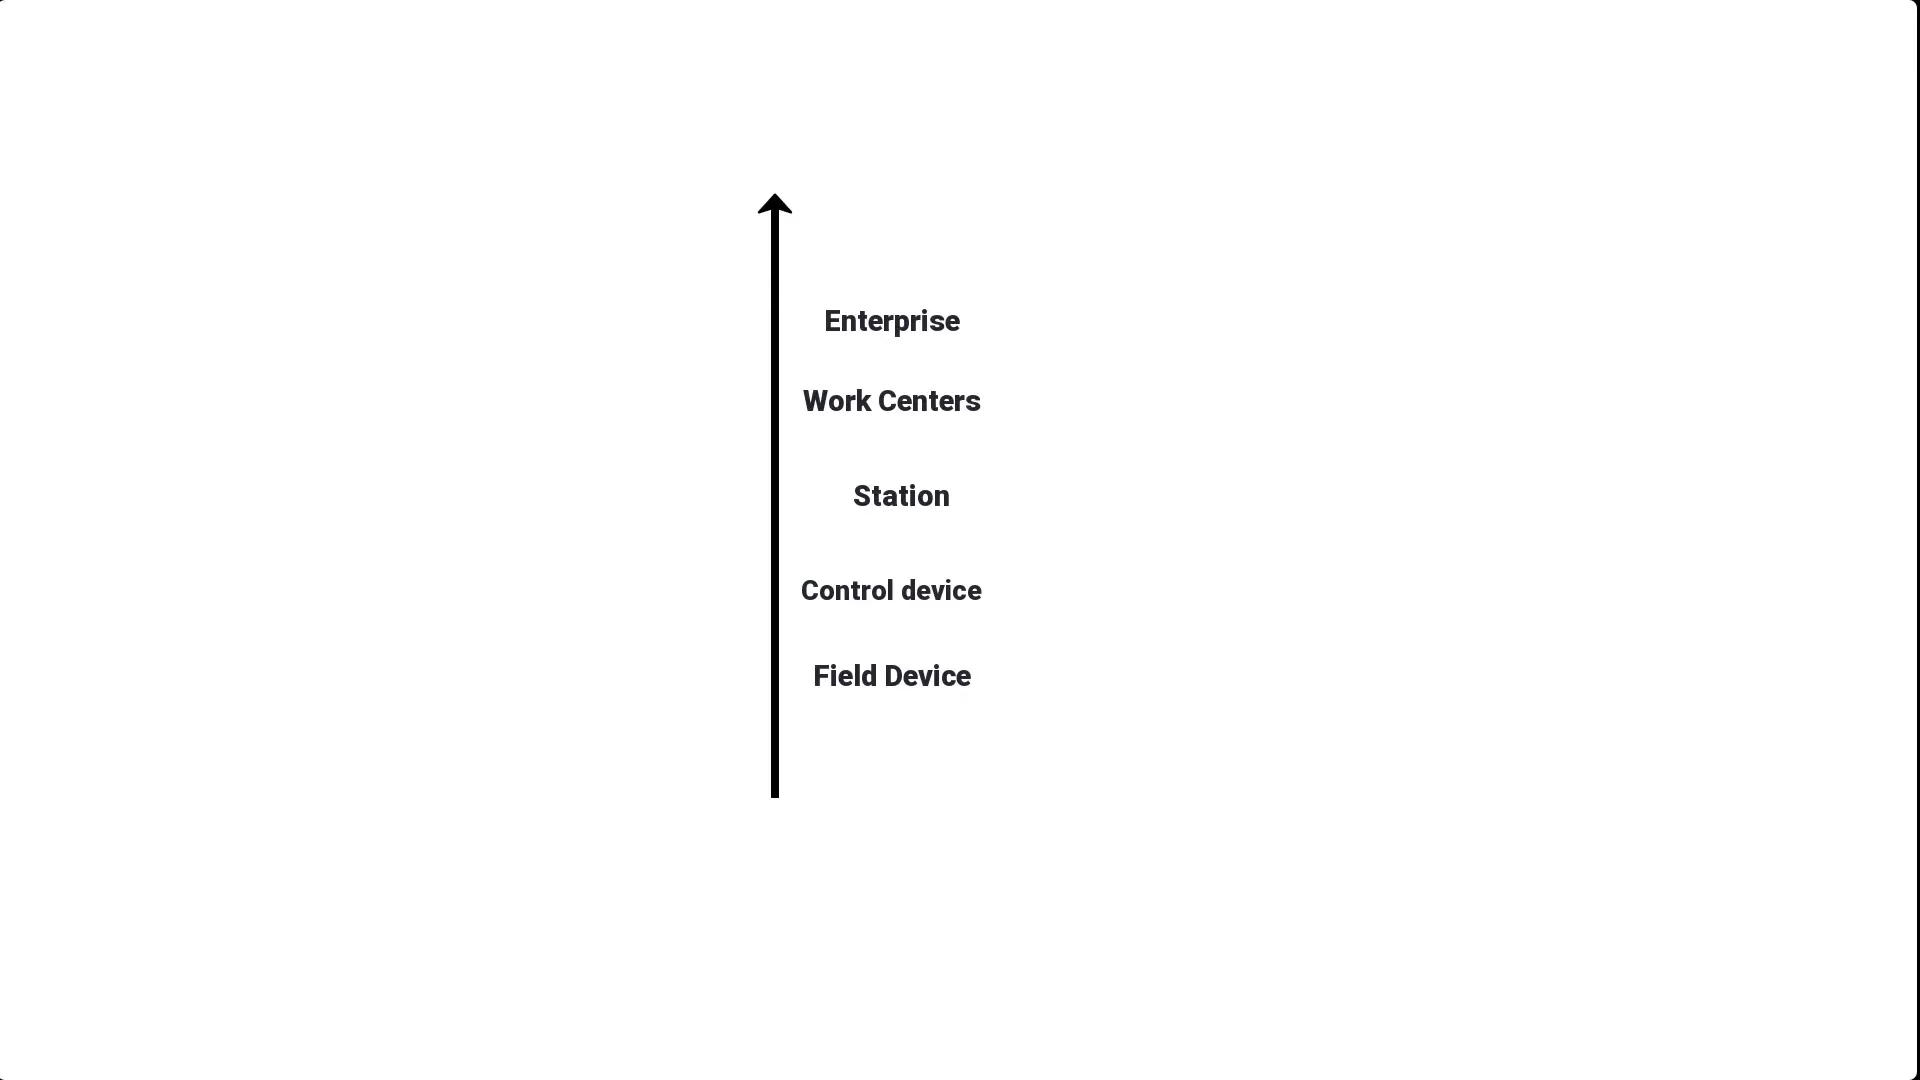 Enterprise
Work Centers
Station
Control device
Field Device